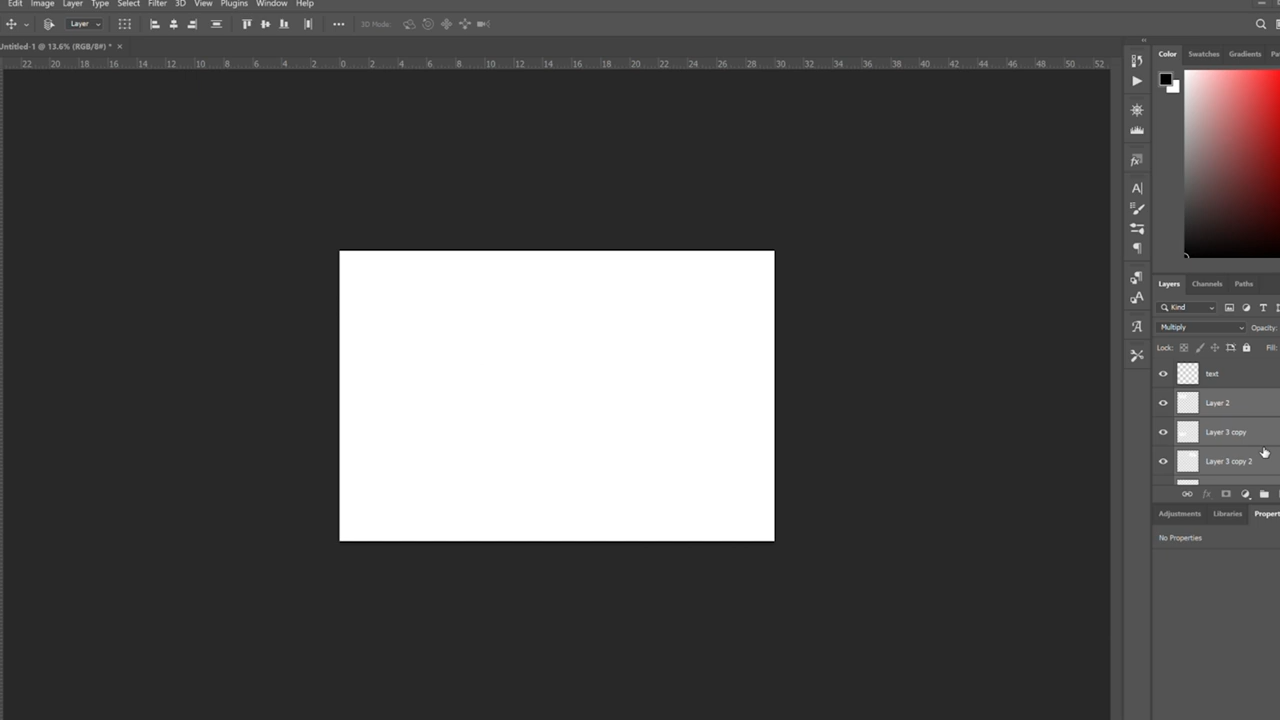 Edit Image Layer Type Select Filter 3D View Plugins Window Help
Layer 3D Mode:
Untitled-1 @ 13.6% (RGB/8#) * ×
22 20 18 16 14 12 10 8 6 4 2 0 2 4 6 8 10 12 14 16 18 20 22 24 26 28 30 32 34 36 38 40 42 44 46 48 50 52
Color Swatches Gradients Pa
Layers Channels Paths
Kind
Multiply Opacity:
Lock: Fill:
text
Layer 2
Layer 3 copy
Layer 3 copy 2
fx
Adjustments Libraries Propert
No Properties